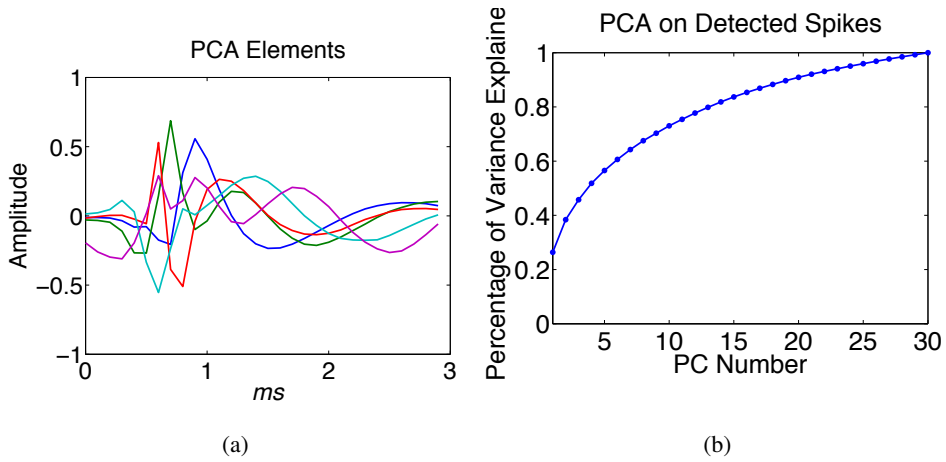 PCA Elements
1
0.5
0
−0.5
−1
Amplitude
0 1 2 3
ms
(a)
PCA on Detected Spikes
1
0.8
0.6
0.4
0.2
0
Percentage of Variance Explaine
5 10 15 20 25 30
PC Number
(b)